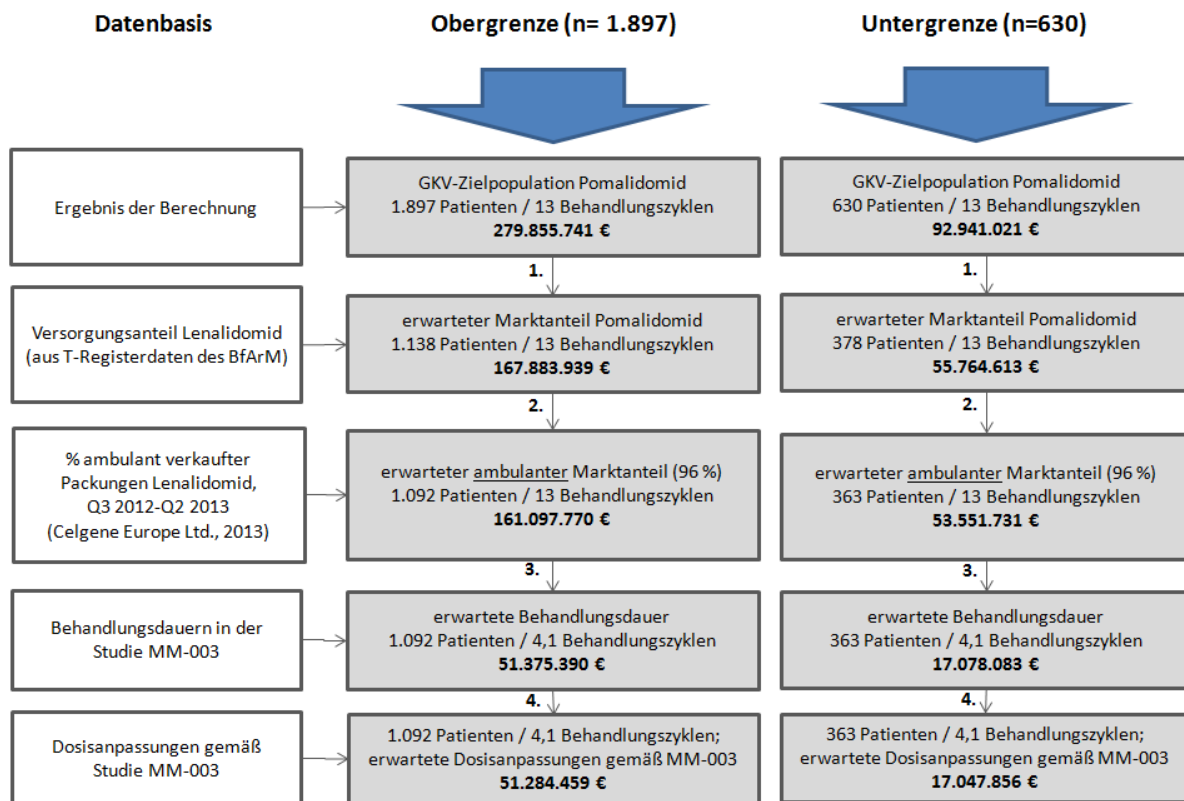 Datenbasis
Obergrenze (n= 1.897)
Untergrenze (n=630)
Ergebnis der Berechnung
GKV-Zielpopulation Pomalidomid
1.897 Patienten / 13 Behandlungszyklen
279.855.741 €
GKV-Zielpopulation Pomalidomid
630 Patienten / 13 Behandlungszyklen
92.941.021 €
1.
1.
Versorgungsanteil Lenalidomid
(aus T-Registerdaten des BfArM)
erwarteter Marktanteil Pomalidomid
1.138 Patienten / 13 Behandlungszyklen
167.883.939 €
erwarteter Marktanteil Pomalidomid
378 Patienten / 13 Behandlungszyklen
55.764.613 €
2.
2.
% ambulant verkaufter
Packungen Lenalidomid,
Q3 2012-Q2 2013
(Celgene Europe Ltd., 2013)
erwarteter ambulanter Marktanteil (96 %)
1.092 Patienten / 13 Behandlungszyklen
161.097.770 €
erwarteter ambulanter Marktanteil (96 %)
363 Patienten / 13 Behandlungszyklen
53.551.731 €
3.
3.
Behandlungsdauern in der
Studie MM-003
erwartete Behandlungsdauer
1.092 Patienten / 4,1 Behandlungszyklen
51.375.390 €
erwartete Behandlungsdauer
363 Patienten / 4,1 Behandlungszyklen
17.078.083 €
4.
4.
Dosisanpassungen gemäß
Studie MM-003
1.092 Patienten / 4,1 Behandlungszyklen;
erwartete Dosisanpassungen gemäß MM-003
51.284.459 €
363 Patienten / 4,1 Behandlungszyklen;
erwartete Dosisanpassungen gemäß MM-003
17.047.856 €